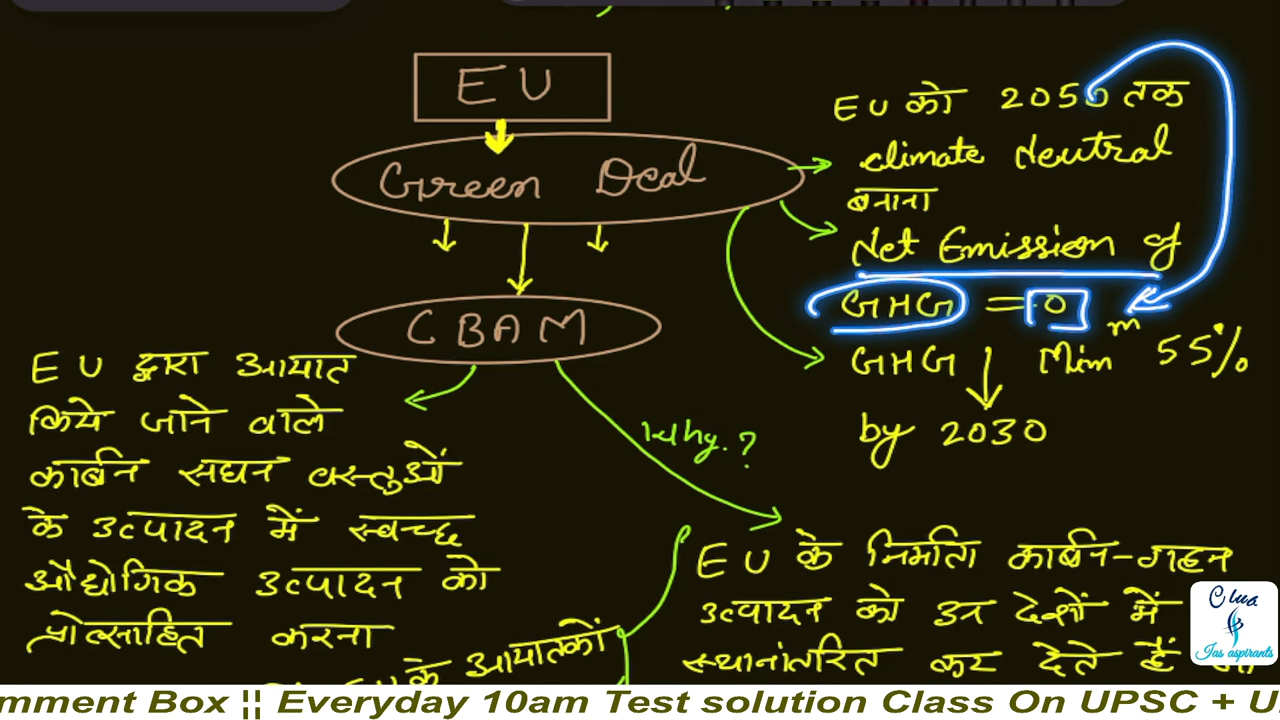 EU
Green Deal
CBAM
EU को 2050 तक
climate Neutral
बनाना
Net Emission of
GHG = 0
GHG ↓ Mim^m 55%
by 2030
Why.?
EU द्वारा आयात
किये जाने वाले
कार्बन सघन वस्तुओं
के उत्पादन में स्वच्छ
औद्योगिक उत्पादन को
प्रोत्साहित करना
के आयातकों
EU के निर्माता कार्बन-गहन
उत्पादन को उन देशों में
स्थानांतरित कर देते हैं
Clue
Ias aspirants
mment Box ¦¦ Everyday 10am Test solution Class On UPSC + U